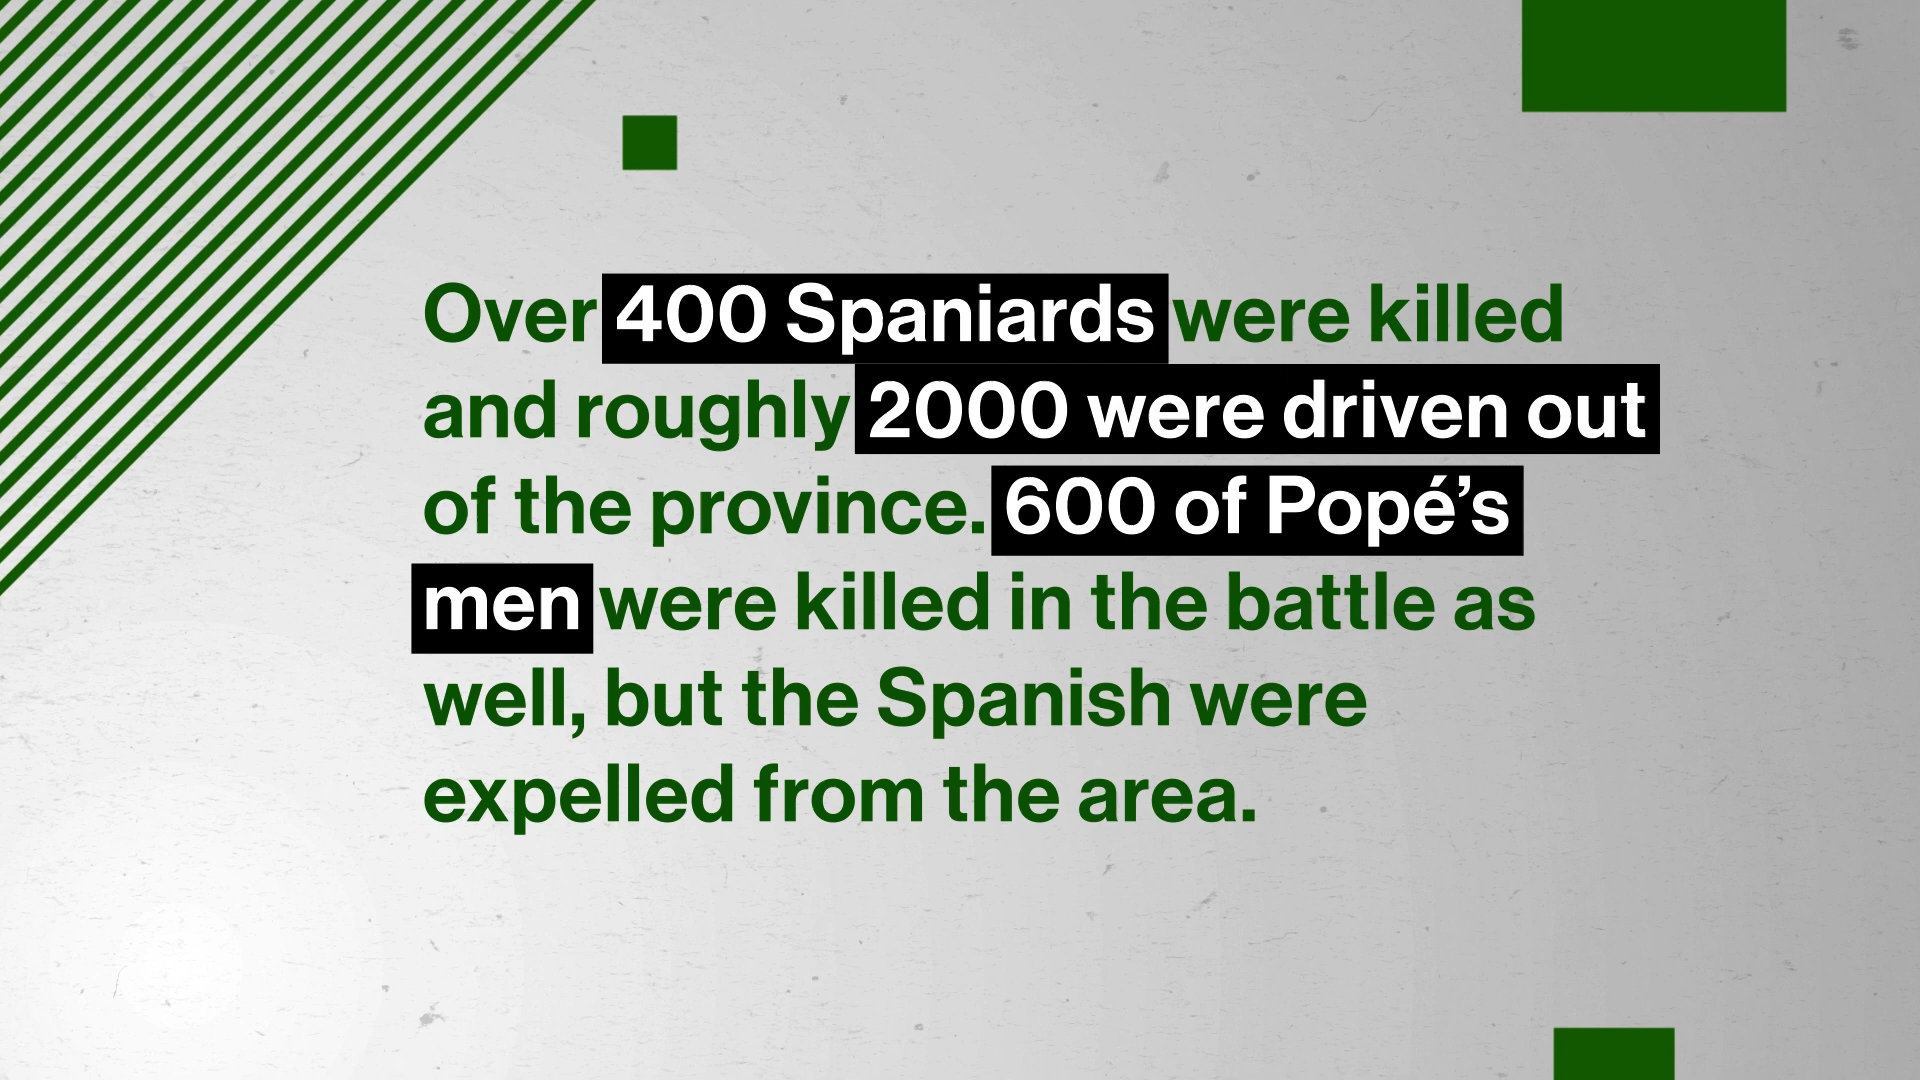 Over 400 Spaniards were killed
and roughly 2000 were driven out
of the province. 600 of Popé’s
men were killed in the battle as
well, but the Spanish were
expelled from the area.